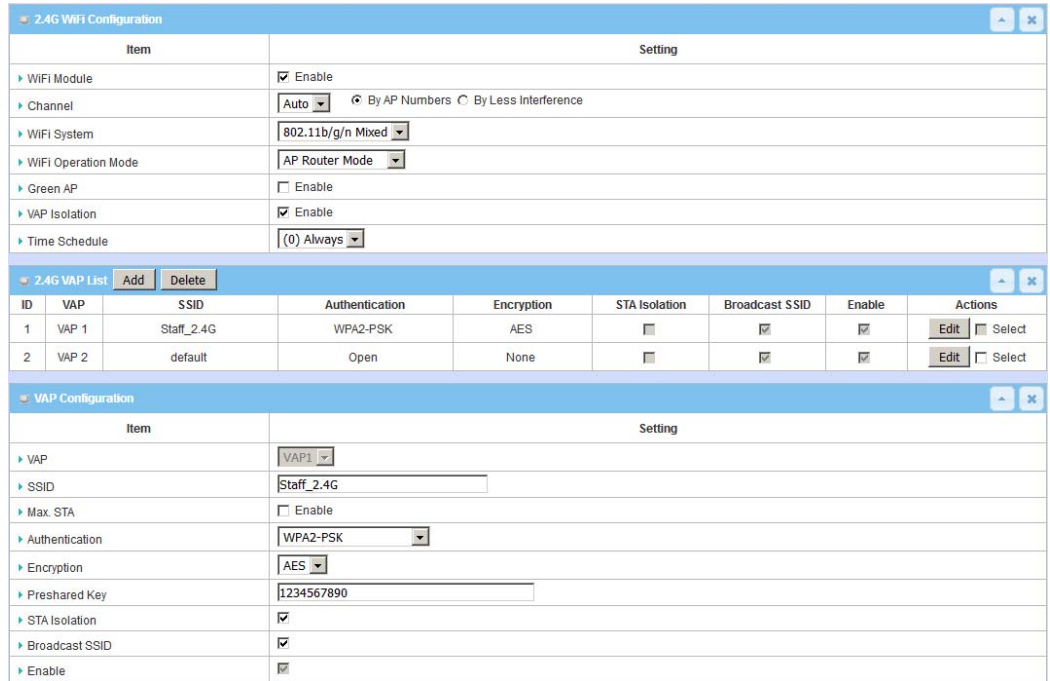 2.4G WiFi Configuration
Item Setting
WiFi Module Enable
Channel Auto By AP Numbers By Less Interference
WiFi System 802.11b/g/n Mixed
WiFi Operation Mode AP Router Mode
Green AP Enable
VAP Isolation Enable
Time Schedule (0) Always
2.4G VAP List Add Delete
ID VAP SSID Authentication Encryption STA Isolation Broadcast SSID Enable Actions
1 VAP 1 Staff_2.4G WPA2-PSK AES Edit Select
2 VAP 2 default Open None Edit Select
VAP Configuration
Item Setting
VAP VAP1
SSID Staff_2.4G
Max. STA Enable
Authentication WPA2-PSK
Encryption AES
Preshared Key 1234567890
STA Isolation
Broadcast SSID
Enable